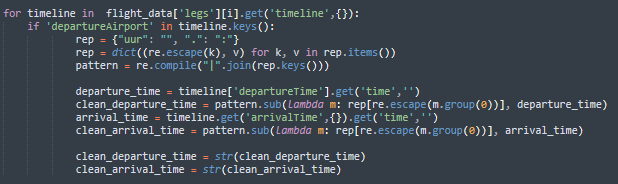 for timeline in  flight_data['legs'][i].get('timeline',{}):
    if 'departureAirport' in timeline.keys():
            rep = {"uur": "", ".": ":"}
            rep = dict((re.escape(k), v) for k, v in rep.items())
            pattern = re.compile("|".join(rep.keys()))

            departure_time = timeline['departureTime'].get('time','')
            clean_departure_time = pattern.sub(lambda m: rep[re.escape(m.group(0))], departure_time)
            arrival_time = timeline.get('arrivalTime',{}).get('time','')
            clean_arrival_time = pattern.sub(lambda m: rep[re.escape(m.group(0))], arrival_time)

            clean_departure_time = str(clean_departure_time)
            clean_arrival_time = str(clean_arrival_time)